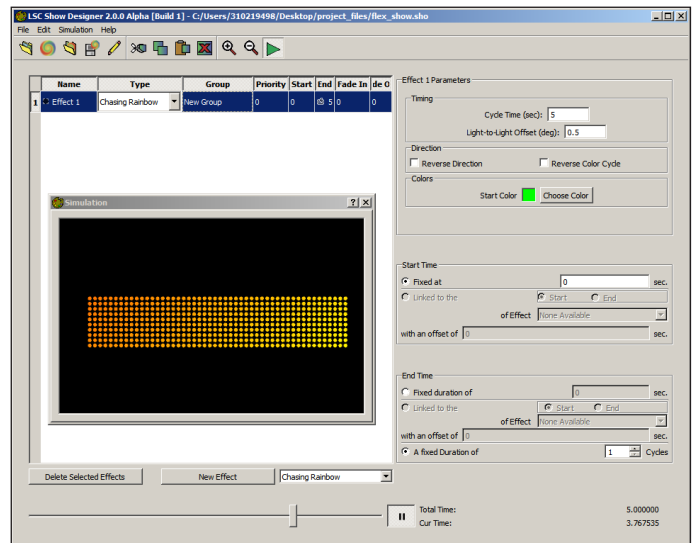 LSC Show Designer 2.0.0 Alpha [Build 1] - C:/Users/310219498/Desktop/project_files/flex_show.sho
File Edit Simulation Help
Name Type Group Priority Start End Fade In de O
1 Effect 1 Chasing Rainbow New Group 0 0 5 0 0
Effect 1 Parameters
Timing
Cycle Time (sec): 5
Light-to-Light Offset (deg): 0.5
Direction
Reverse Direction Reverse Color Cycle
Colors
Start Color Choose Color
Simulation
Start Time
Fixed at 0 sec.
Linked to the Start End
of Effect None Available
with an offset of 0 sec.
End Time
Fixed duration of 0 sec.
Linked to the Start End
of Effect None Available
with an offset of 0 sec.
A fixed Duration of 1 Cycles
Delete Selected Effects New Effect Chasing Rainbow
Total Time: 5.000000
Cur Time: 3.767535